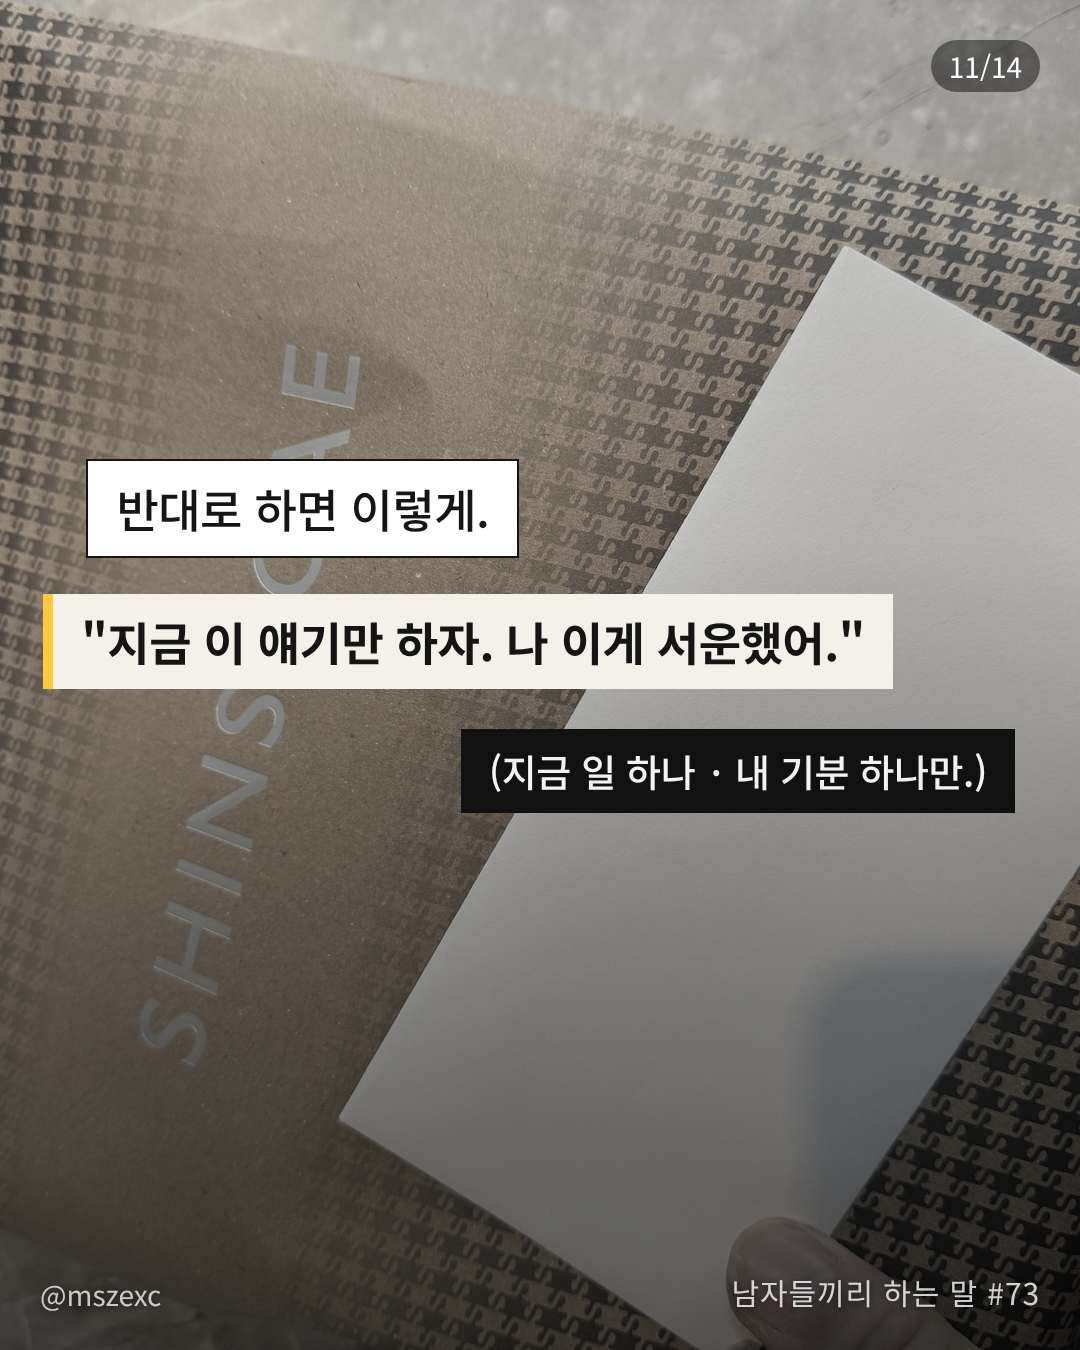 11/14
반대로 하면 이렇게.
"지금 이 얘기만 하자. 나 이게 서운했어."
(지금 일 하나 · 내 기분 하나만.)
@mszexc
남자들끼리 하는 말 #73